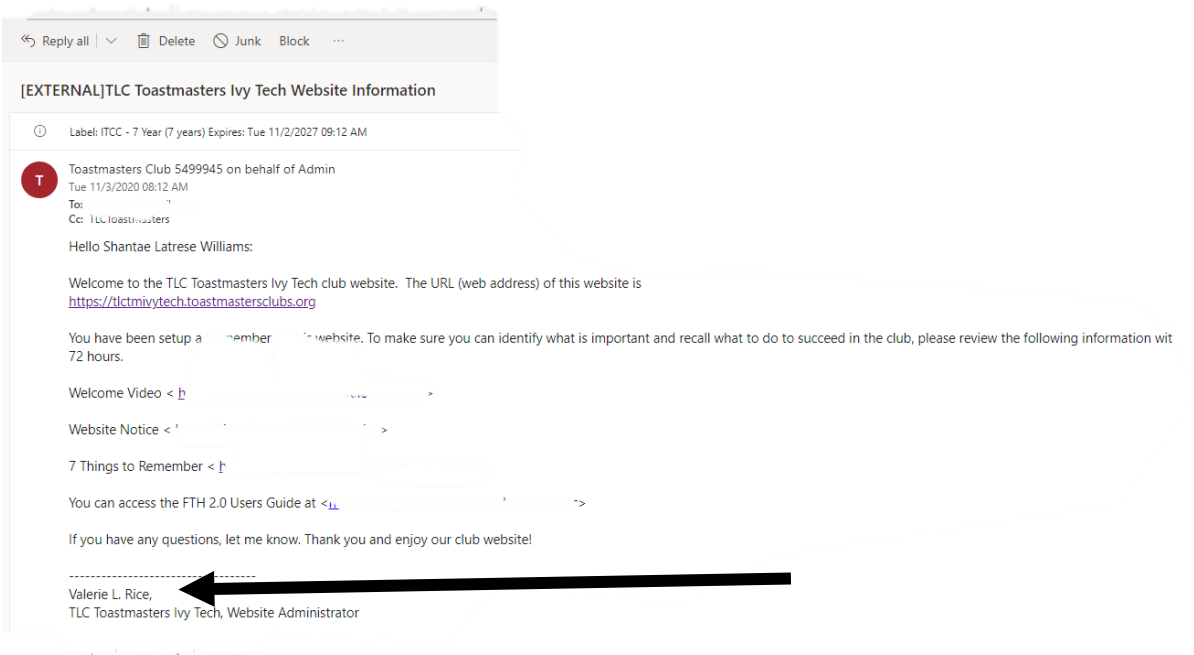 Reply all Delete Junk Block ...
[EXTERNAL]TLC Toastmasters Ivy Tech Website Information
Label: ITCC - 7 Year (7 years) Expires: Tue 11/2/2027 09:12 AM
T
Toastmasters Club 5499945 on behalf of Admin
Tue 11/3/2020 08:12 AM
To:
Cc: TLCToastmasters
Hello Shantae Latrese Williams:
Welcome to the TLC Toastmasters Ivy Tech club website. The URL (web address) of this website is
https://tlctmivytech.toastmastersclubs.org
You have been setup a member website. To make sure you can identify what is important and recall what to do to succeed in the club, please review the following information wit
72 hours.
Welcome Video < h >
Website Notice < >
7 Things to Remember < h
You can access the FTH 2.0 Users Guide at < >
If you have any questions, let me know. Thank you and enjoy our club website!
------------------------------------
Valerie L. Rice,
TLC Toastmasters Ivy Tech, Website Administrator